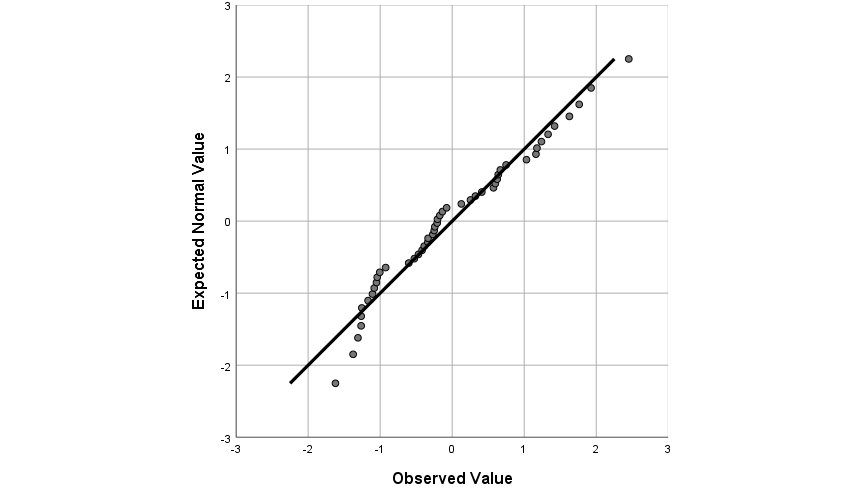 3
2
1
0
-1
-2
-3
-3 -2 -1 0 1 2 3
Expected Normal Value
Observed Value